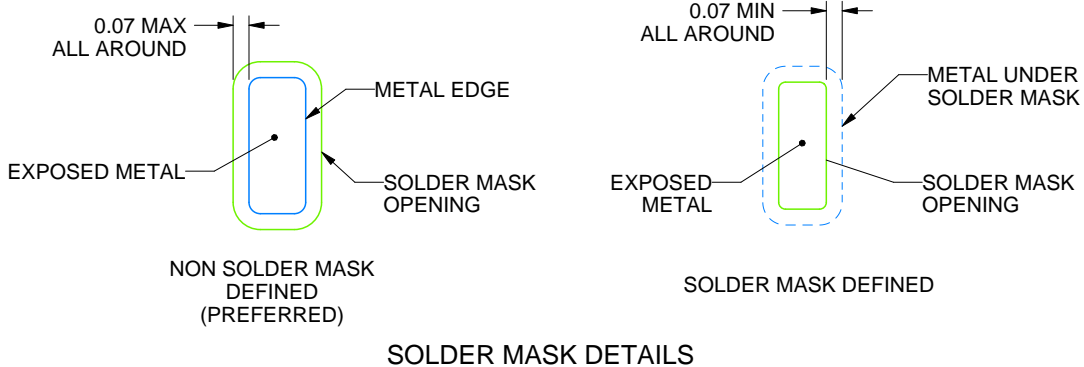 0.07 MAX
ALL AROUND
METAL EDGE
EXPOSED METAL
SOLDER MASK
OPENING
NON SOLDER MASK
DEFINED
(PREFERRED)
0.07 MIN
ALL AROUND
METAL UNDER
SOLDER MASK
EXPOSED
METAL
SOLDER MASK
OPENING
SOLDER MASK DEFINED
SOLDER MASK DETAILS